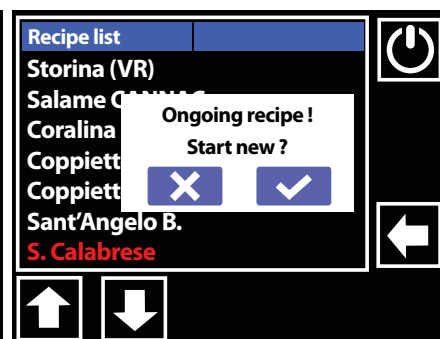 Recipe list
Storina (VR)
Salame
Coralina
Ongoing recipe !
Start new ?
Sant'Angelo B.
S. Calabrese